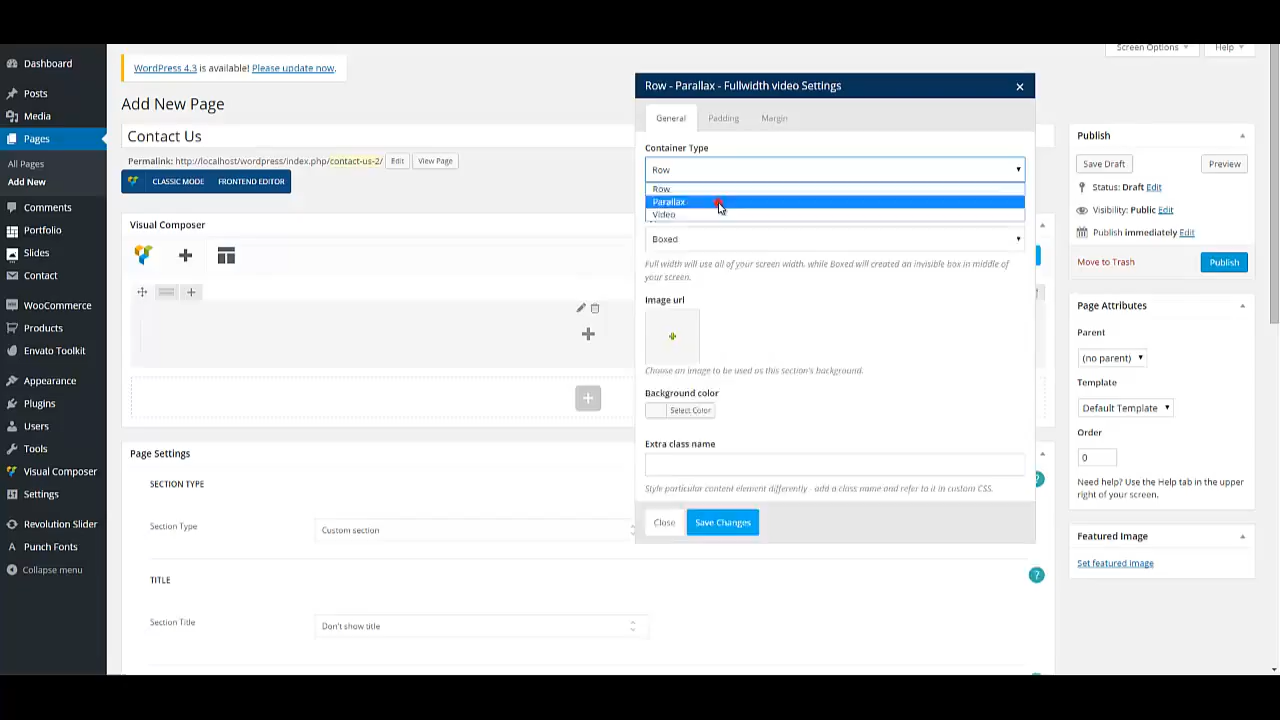 Screen Options
Help
Dashboard
Posts
Media
Pages
All Pages
Add New
Comments
Portfolio
Slides
Contact
WooCommerce
Products
Envato Toolkit
Appearance
Plugins
Users
Tools
Visual Composer
Settings
Revolution Slider
Punch Fonts
Collapse menu
WordPress 4.3 is available! Please update now.
Add New Page
Contact Us
Permalink: http://localhost/wordpress/index.php/contact-us-2/ Edit View Page
CLASSIC MODE FRONTEND EDITOR
Visual Composer
Page Settings
SECTION TYPE
Section Type Custom section
TITLE
Section Title Don't show title
Row - Parallax - Fullwidth video Settings
General Padding Margin
Container Type
Row
Row
Parallax
Video
Boxed
Full width will use all of your screen width, while Boxed will created an invisible box in middle of
your screen.
Image url
Choose an image to be used as this section's background.
Background color
Select Color
Extra class name
Style particular content element differently - add a class name and refer to it in custom CSS.
Close Save Changes
Publish
Save Draft Preview
Status: Draft Edit
Visibility: Public Edit
Publish immediately Edit
Move to Trash Publish
Page Attributes
Parent
(no parent)
Template
Default Template
Order
0
Need help? Use the Help tab in the upper
right of your screen.
Featured Image
Set featured image